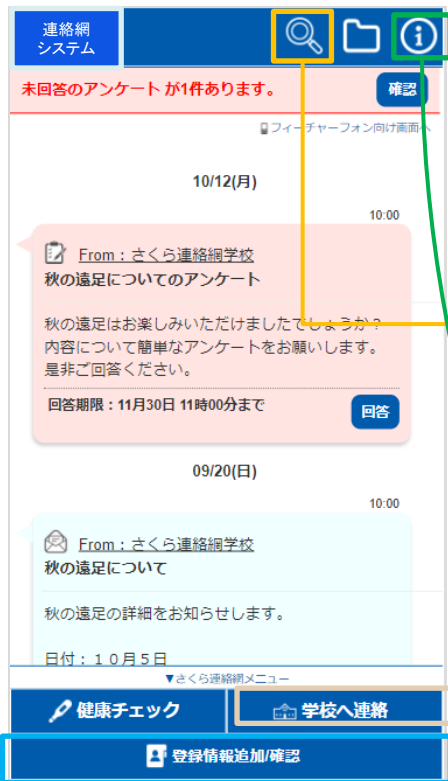 連絡網
システム
未回答のアンケート が1件あります。
確認
フィーチャーフォン向け画面へ
10/12(月)
10:00
From:さくら連絡網学校
秋の遠足についてのアンケート
秋の遠足はお楽しみいただけましたでしょうか?
内容について簡単なアンケートをお願いします。
是非ご回答ください。
回答期限:11月30日 11時00分まで
回答
09/20(日)
10:00
From:さくら連絡網学校
秋の遠足について
秋の遠足の詳細をお知らせします。
日付:10月5日
▼さくら連絡網メニュー
健康チェック
学校へ連絡
登録情報追加/確認